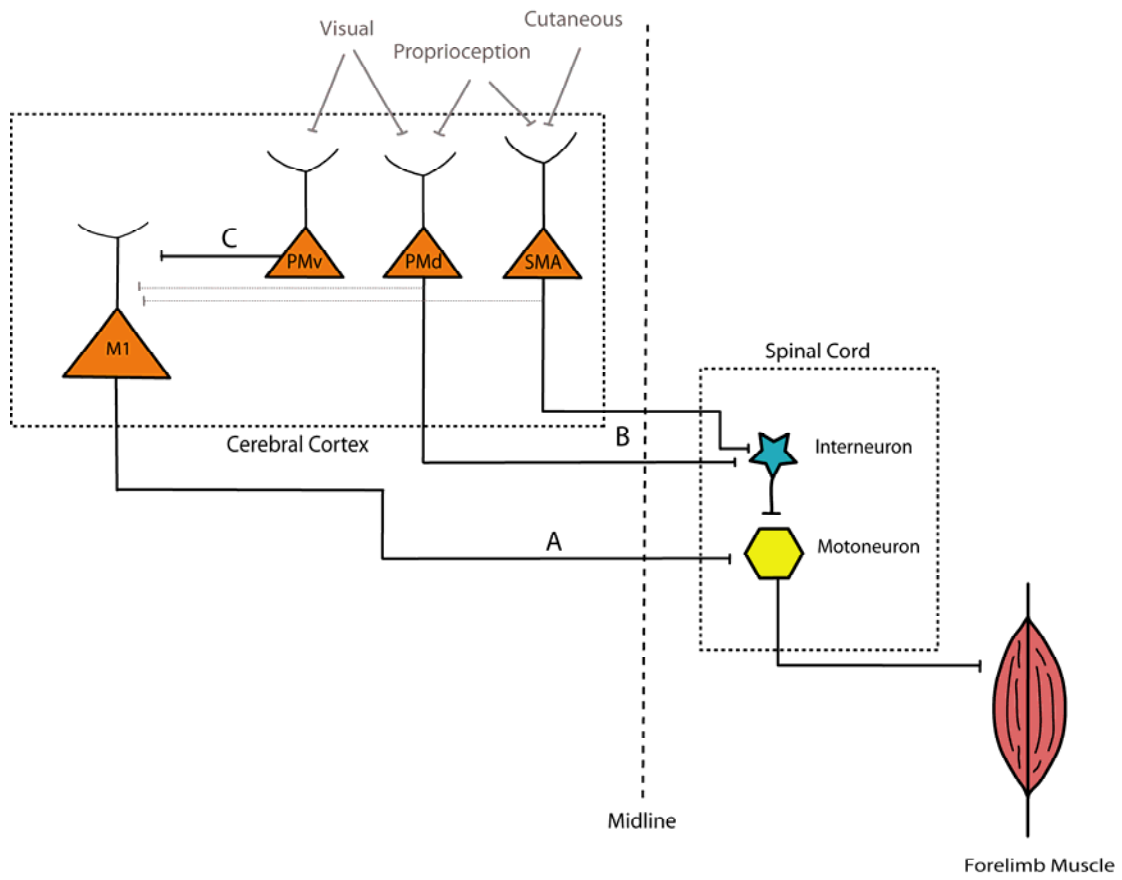 Cutaneous
Visual
Proprioception
C
PMv
PMd
SMA
M1
Spinal Cord
Cerebral Cortex
B
Interneuron
A
Motoneuron
Midline
Forelimb Muscle